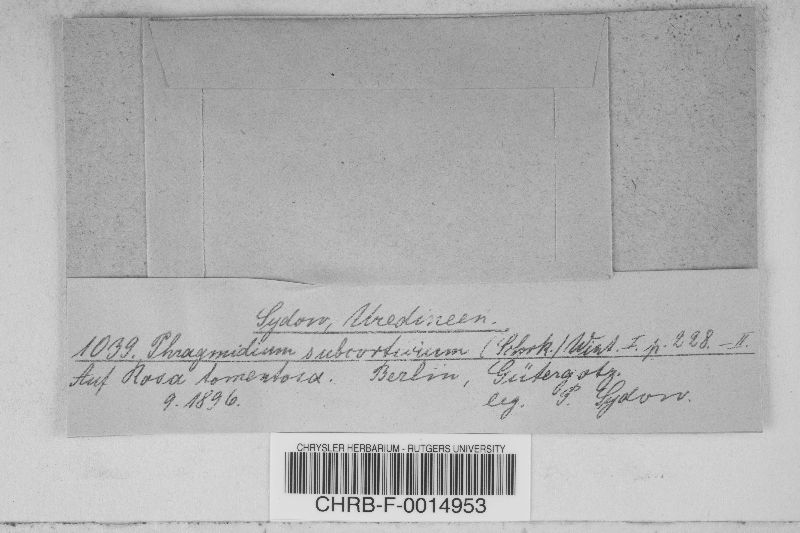 Sydow, Uredineen.
1039. Phragmidium subcorticium (Schrk.) Wint. I. p. 228. – II.
Auf Rosa tomentosa. Berlin, Gütergotz.
9. 1896. leg. P. Sydow.
CHRYSLER HERBARIUM - RUTGERS UNIVERSITY
CHRB-F-0014953